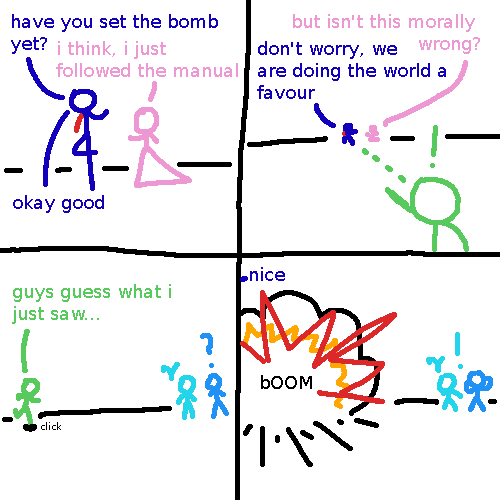 have you set the bomb
yet?
i think, i just
followed the manual
okay good
but isn't this morally
wrong?
don't worry, we
are doing the world a
favour
!
guys guess what i
just saw...
?
click
nice
bOOM
!